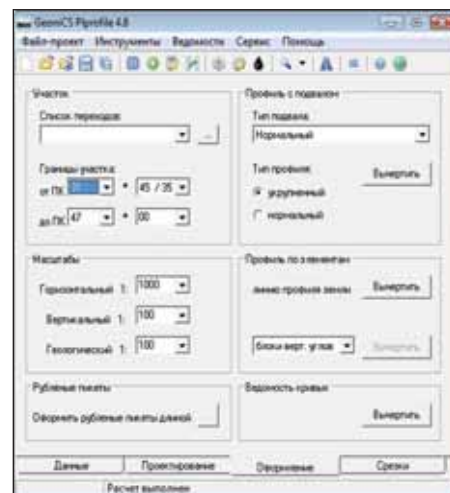 GeoniCS Plprofile 4.8
Файл-проект Инструменты Ведомости Сервис Помощь
Участок
Список переходов:
...
Границы участка:
от ПК + 45 / 35
до ПК 47 + 00
Масштабы
Горизонтальный 1: 1000
Вертикальный 1: 100
Геологический 1: 100
Рубленые пикеты
Оформить рубленые пикеты длиной
Профиль с подвалом
Тип подвала:
Нормальный
Тип профиля:
укрупненный
нормальный
Вычертить
Профиль по элементам
линию профиля земли
Вычертить
блоки верт. углов
Вычертить
Ведомость кривых
Вычертить
Данные Проектирование Оформление Срезки
Расчет выполнен